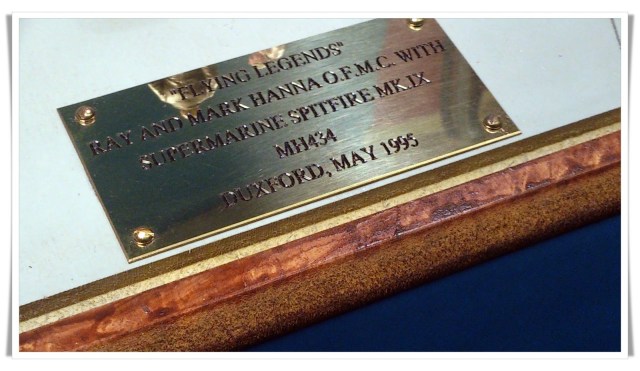 "FLYING LEGENDS"
RAY AND MARK HANNA O.F.M.C. WITH
SUPERMARINE SPITFIRE MK.IX
MH434
DUXFORD, MAY 1995